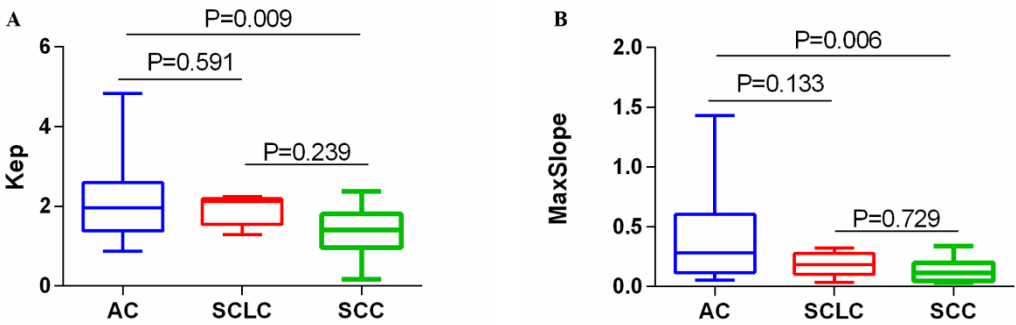 A
P=0.009
P=0.591
P=0.239
Kep
6
4
2
0
AC SCLC SCC
B
P=0.006
P=0.133
P=0.729
MaxSlope
2.0
1.5
1.0
0.5
0.0
AC SCLC SCC